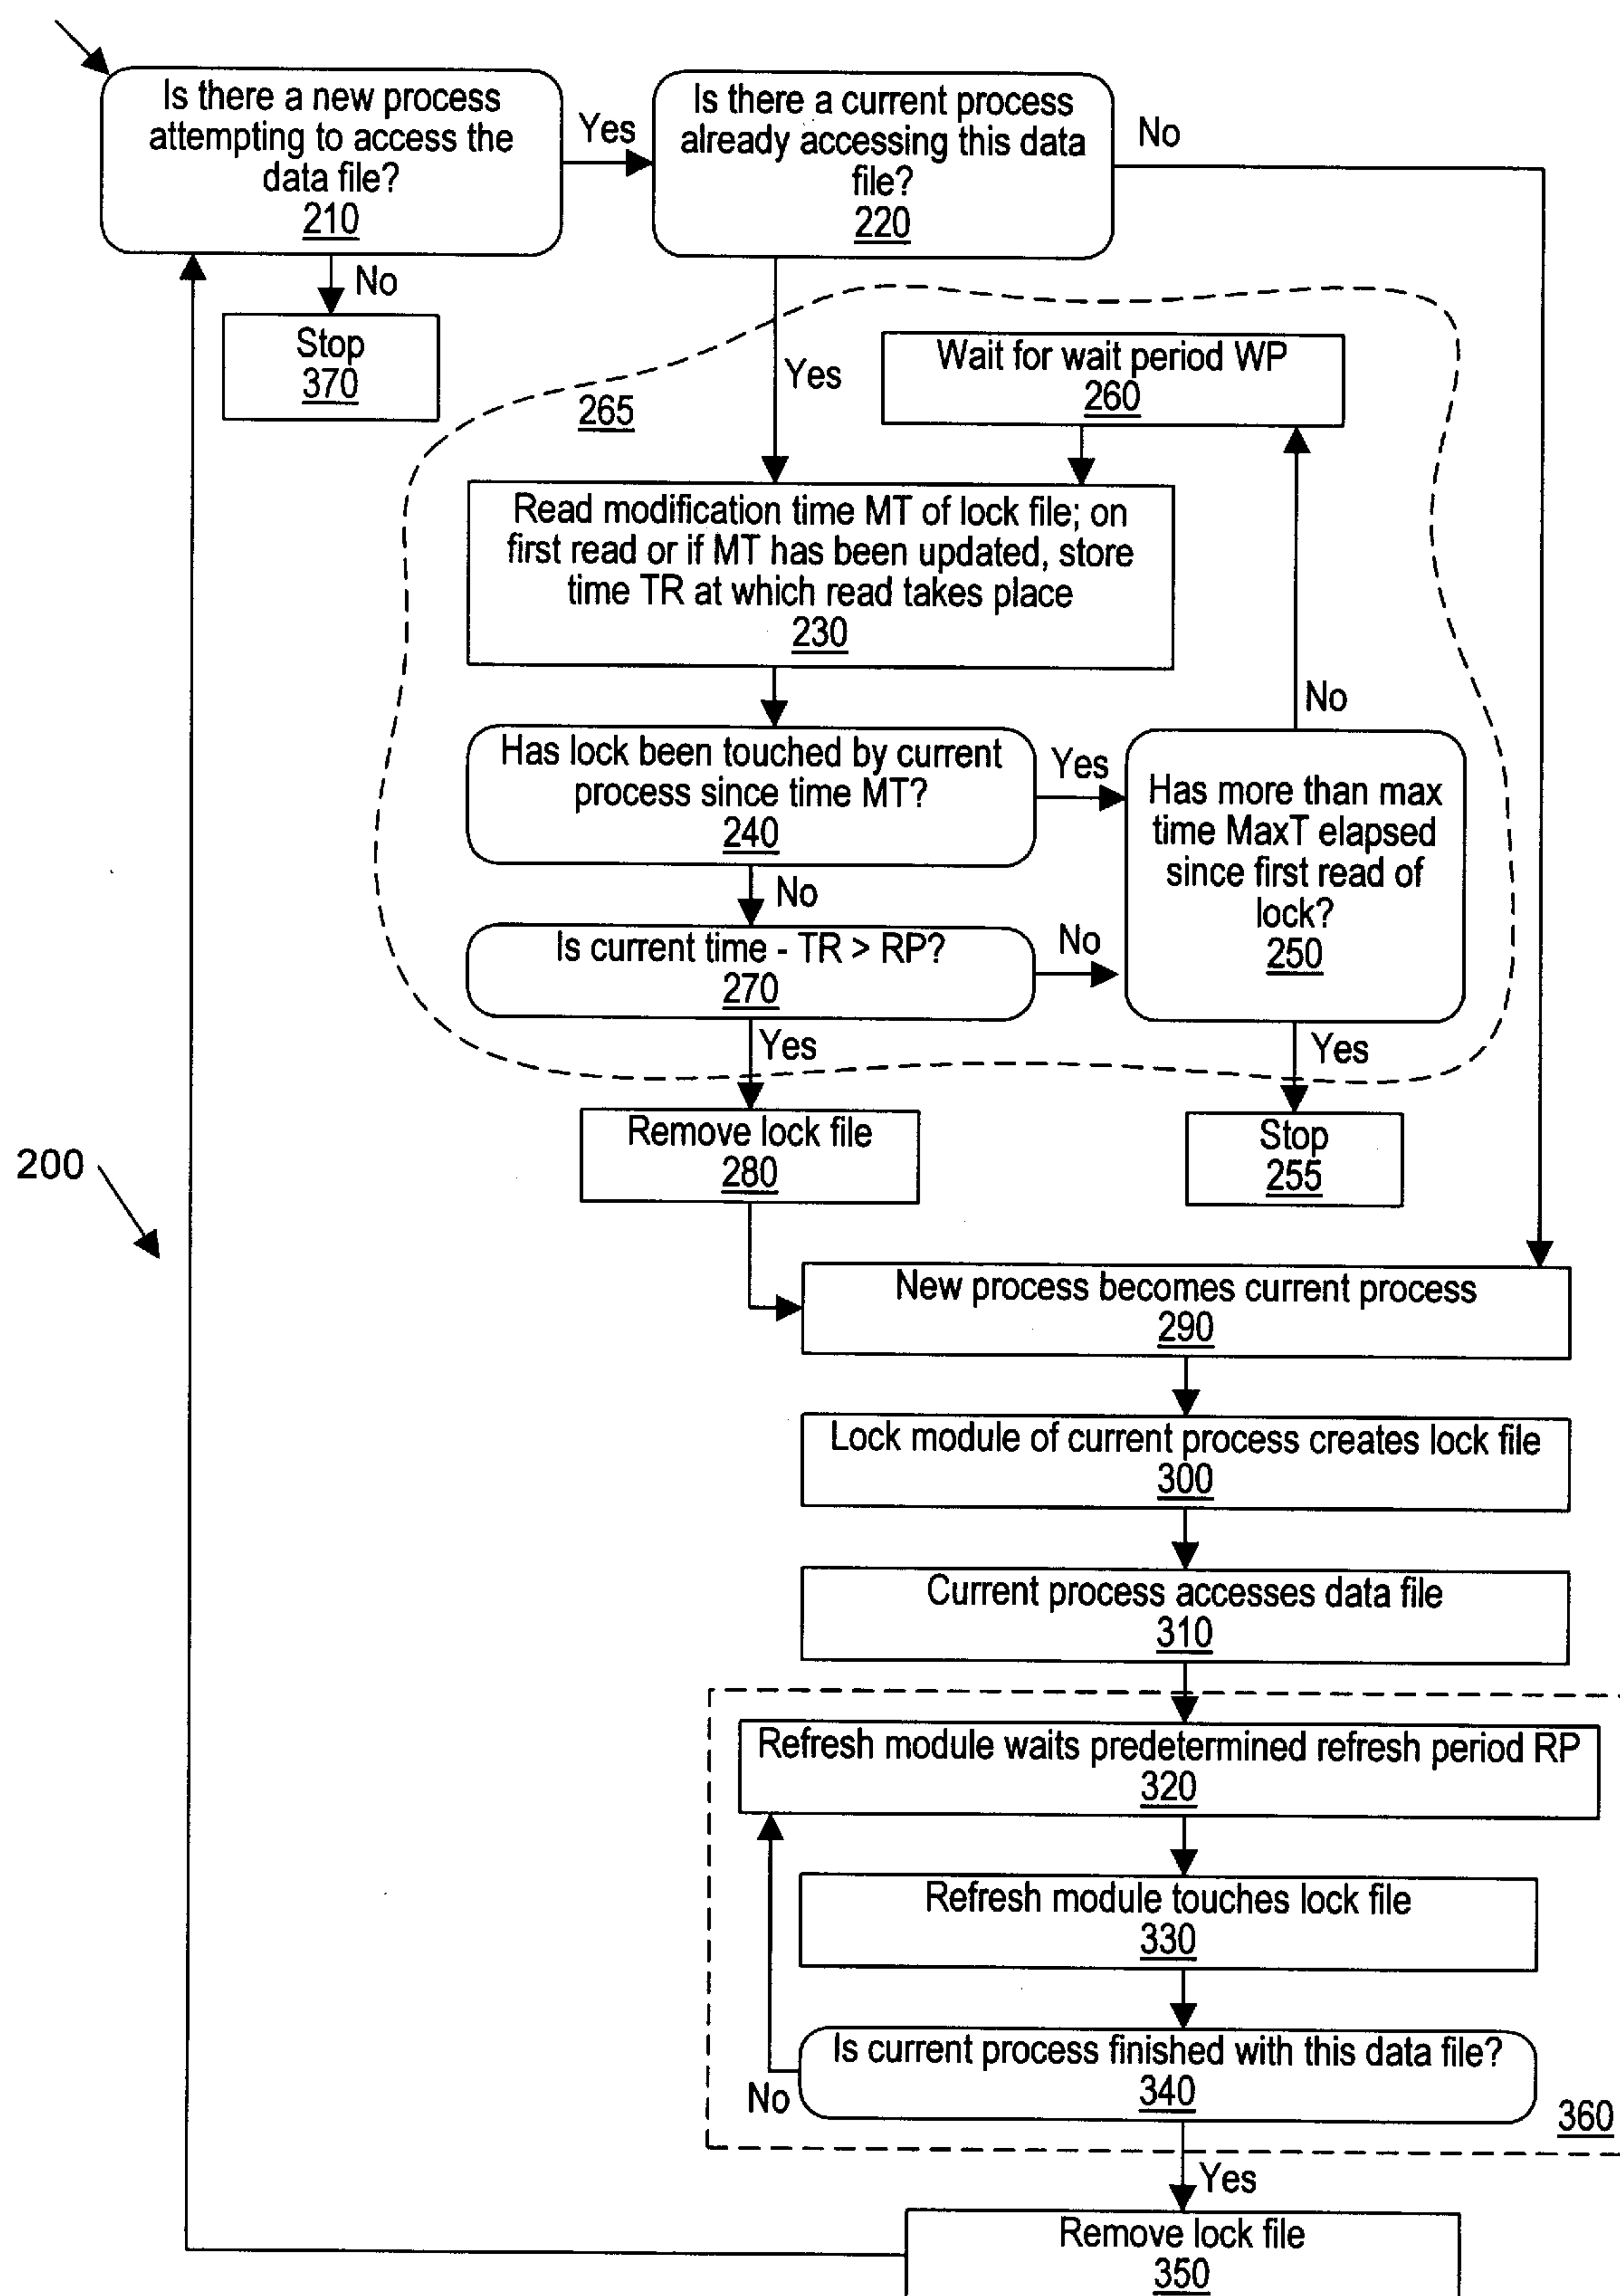 Is there a new process
attempting to access the
data file?
210
Yes
Is there a current process
already accessing this data
file?
220
No
No
Stop
370
Yes
265
Wait for wait period WP
260
Read modification time MT of lock file; on
first read or if MT has been updated, store
time TR at which read takes place
230
No
Has lock been touched by current
process since time MT?
240
Yes
Has more than max
time MaxT elapsed
since first read of
lock?
250
No
Is current time - TR > RP?
270
No
Yes
Yes
Remove lock file
280
Stop
255
200
New process becomes current process
290
Lock module of current process creates lock file
300
Current process accesses data file
310
Refresh module waits predetermined refresh period RP
320
Refresh module touches lock file
330
Is current process finished with this data file?
340
No
360
Yes
Remove lock file
350